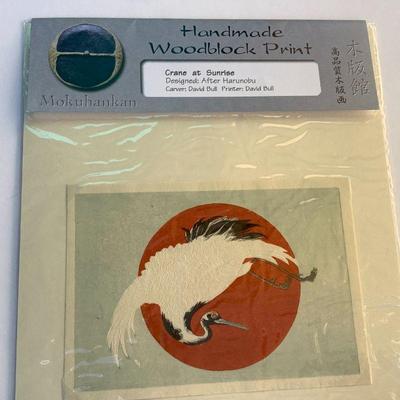 Handmade
Woodblock Print
Crane at Sunrise
Designed: After Harunobu
Carver: David Bull Printer: David Bull
Mokuhankan
木版館
高品質木版画